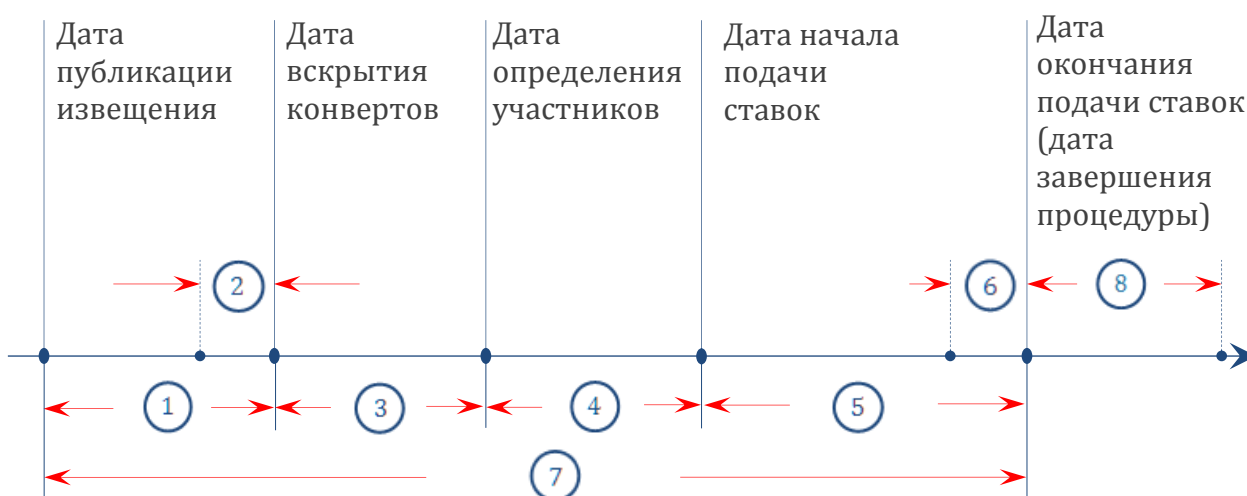 Дата
публикации
извещения
Дата
вскрытия
конвертов
Дата
определения
участников
Дата начала
подачи
ставок
Дата
окончания
подачи ставок
(дата
завершения
процедуры)
2
6
8
1
3
4
5
7